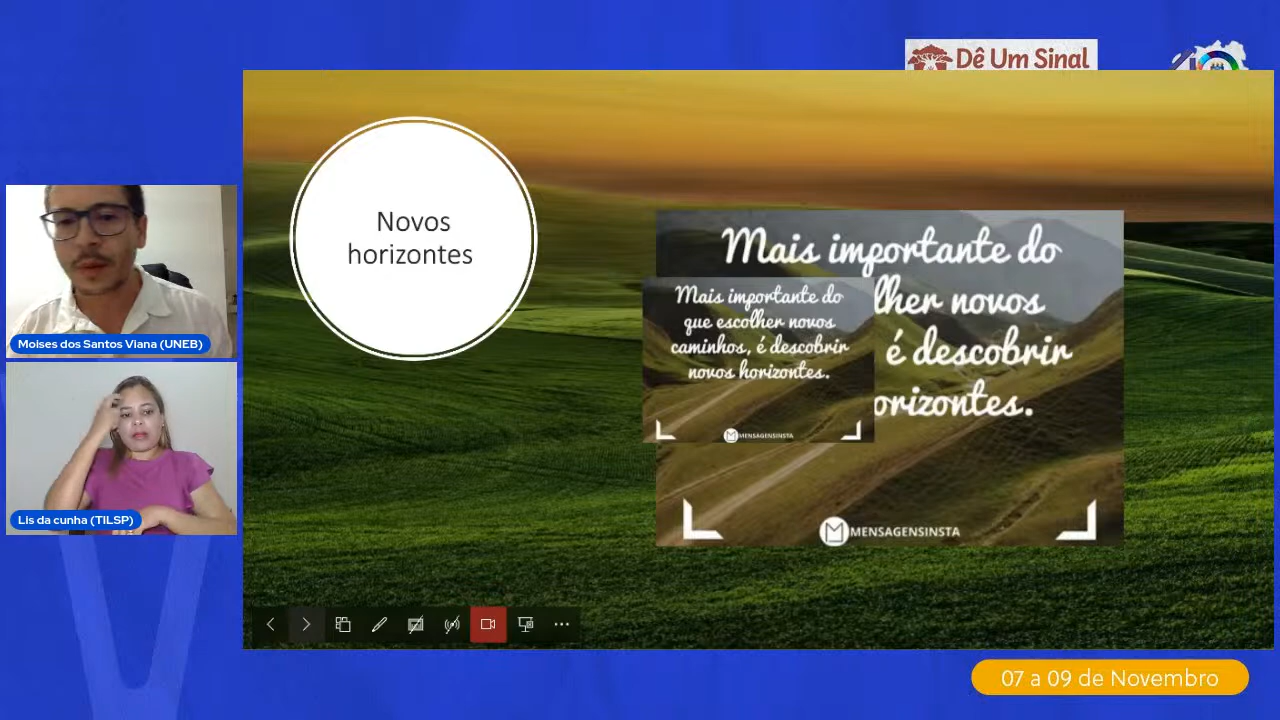 Dê Um Sinal
Novos
horizontes
Mais importante do
lher novos
é descobrir
orizontes.
MENSAGENSINSTA
Mais importante do
que escolher novos
caminhos, é descobrir
novos horizontes.
MENSAGENSINSTA
Moises dos Santos Viana (UNEB)
Lis da cunha (TILSP)
07 a 09 de Novembro